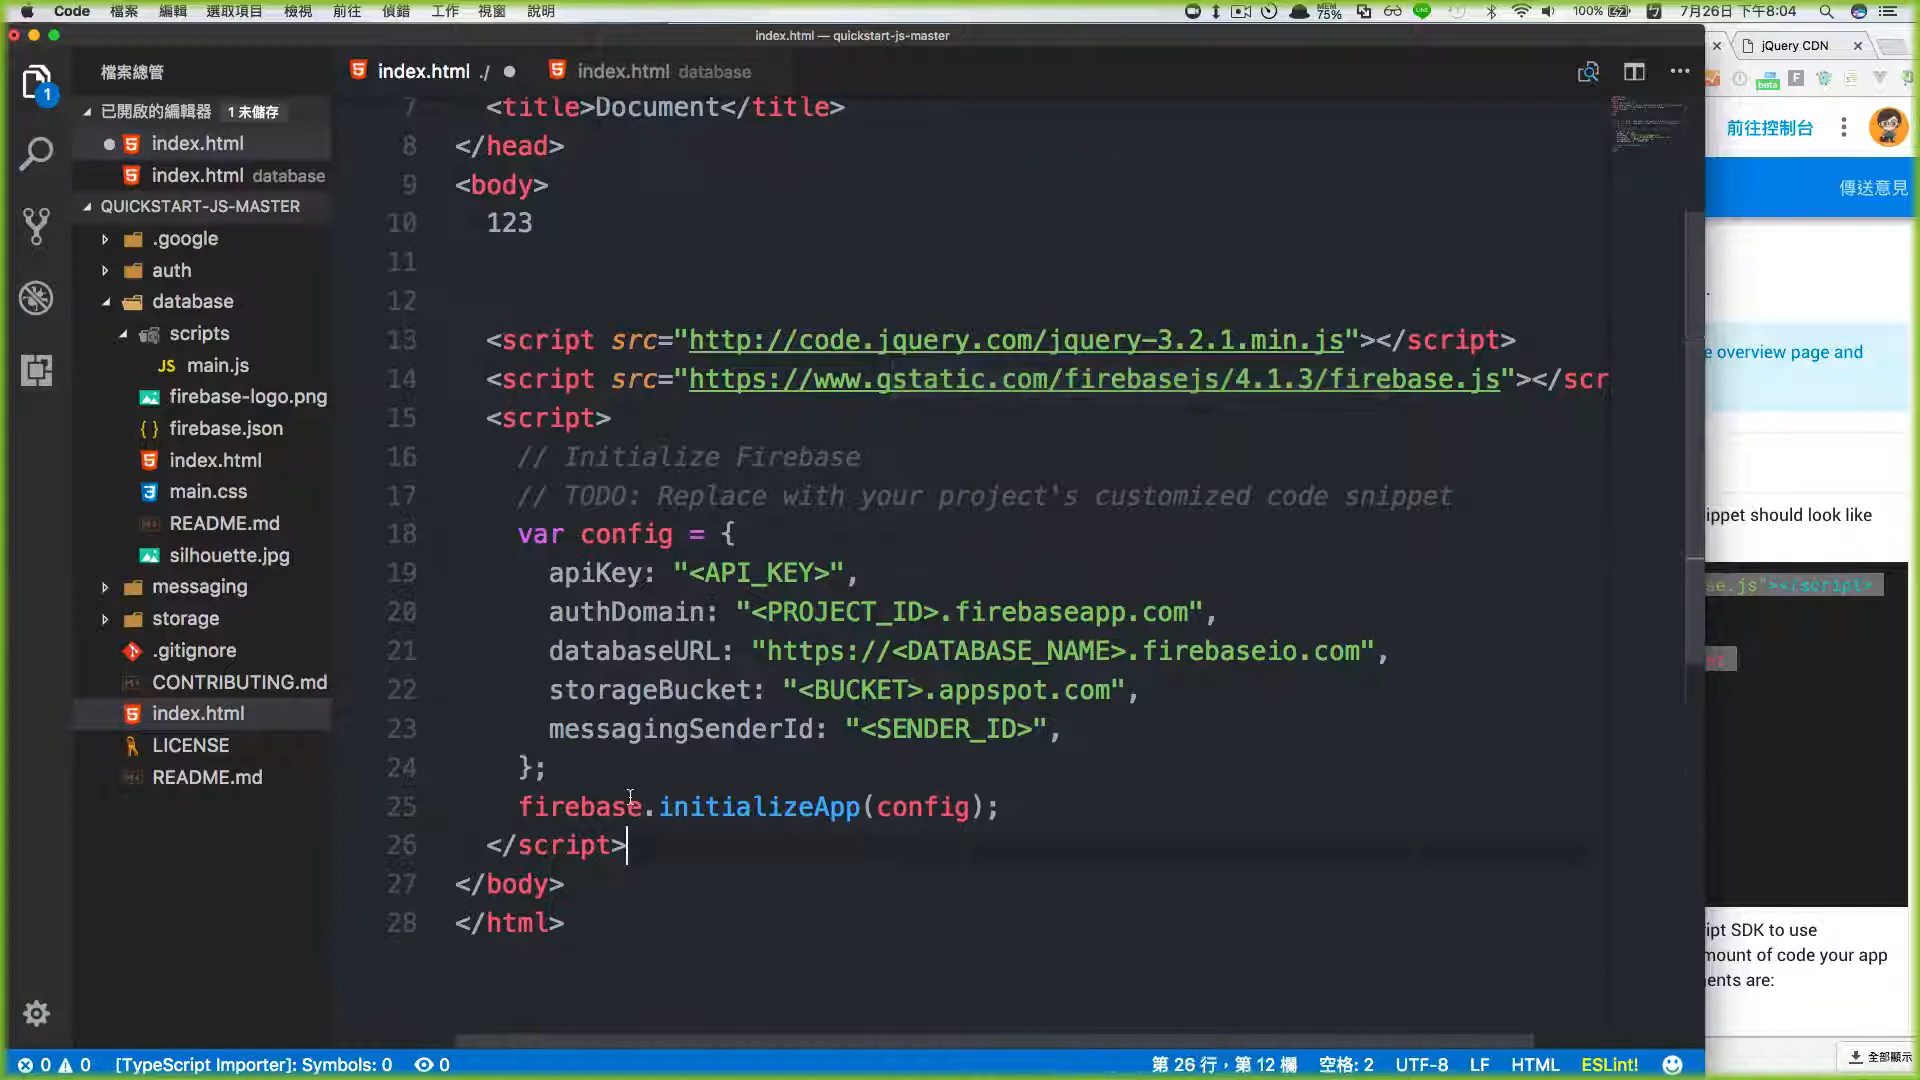 Code 檔案 編輯 選取項目 檢視 前往 偵錯 工作 視窗 說明
MEM 75% 100% 7月26日 下午8:04
index.html — quickstart-js-master
jQuery CDN
檔案總管
index.html ./
index.html database
已開啟的編輯器 1 未儲存
index.html
index.html database
QUICKSTART-JS-MASTER
.google
auth
database
scripts
JS main.js
firebase-logo.png
{ } firebase.json
index.html
main.css
README.md
silhouette.jpg
messaging
storage
.gitignore
CONTRIBUTING.md
index.html
LICENSE
README.md
7 <title>Document</title>
8 </head>
9 <body>
10 123
11
12
13 <script src="http://code.jquery.com/jquery-3.2.1.min.js"></script>
14 <script src="https://www.gstatic.com/firebasejs/4.1.3/firebase.js"></scr
15 <script>
16 // Initialize Firebase
17 // TODO: Replace with your project's customized code snippet
18 var config = {
19 apiKey: "<API_KEY>",
20 authDomain: "<PROJECT_ID>.firebaseapp.com",
21 databaseURL: "https://<DATABASE_NAME>.firebaseio.com",
22 storageBucket: "<BUCKET>.appspot.com",
23 messagingSenderId: "<SENDER_ID>",
24 };
25 firebase.initializeApp(config);
26 </script>
27 </body>
28 </html>
beta
前往控制台
傳送意見
e overview page and
ippet should look like
se.js"></script>
ipt SDK to use
mount of code your app
ents are:
全部顯示
0 0 [TypeScript Importer]: Symbols: 0 0
第 26 行，第 12 欄 空格: 2 UTF-8 LF HTML ESLint!